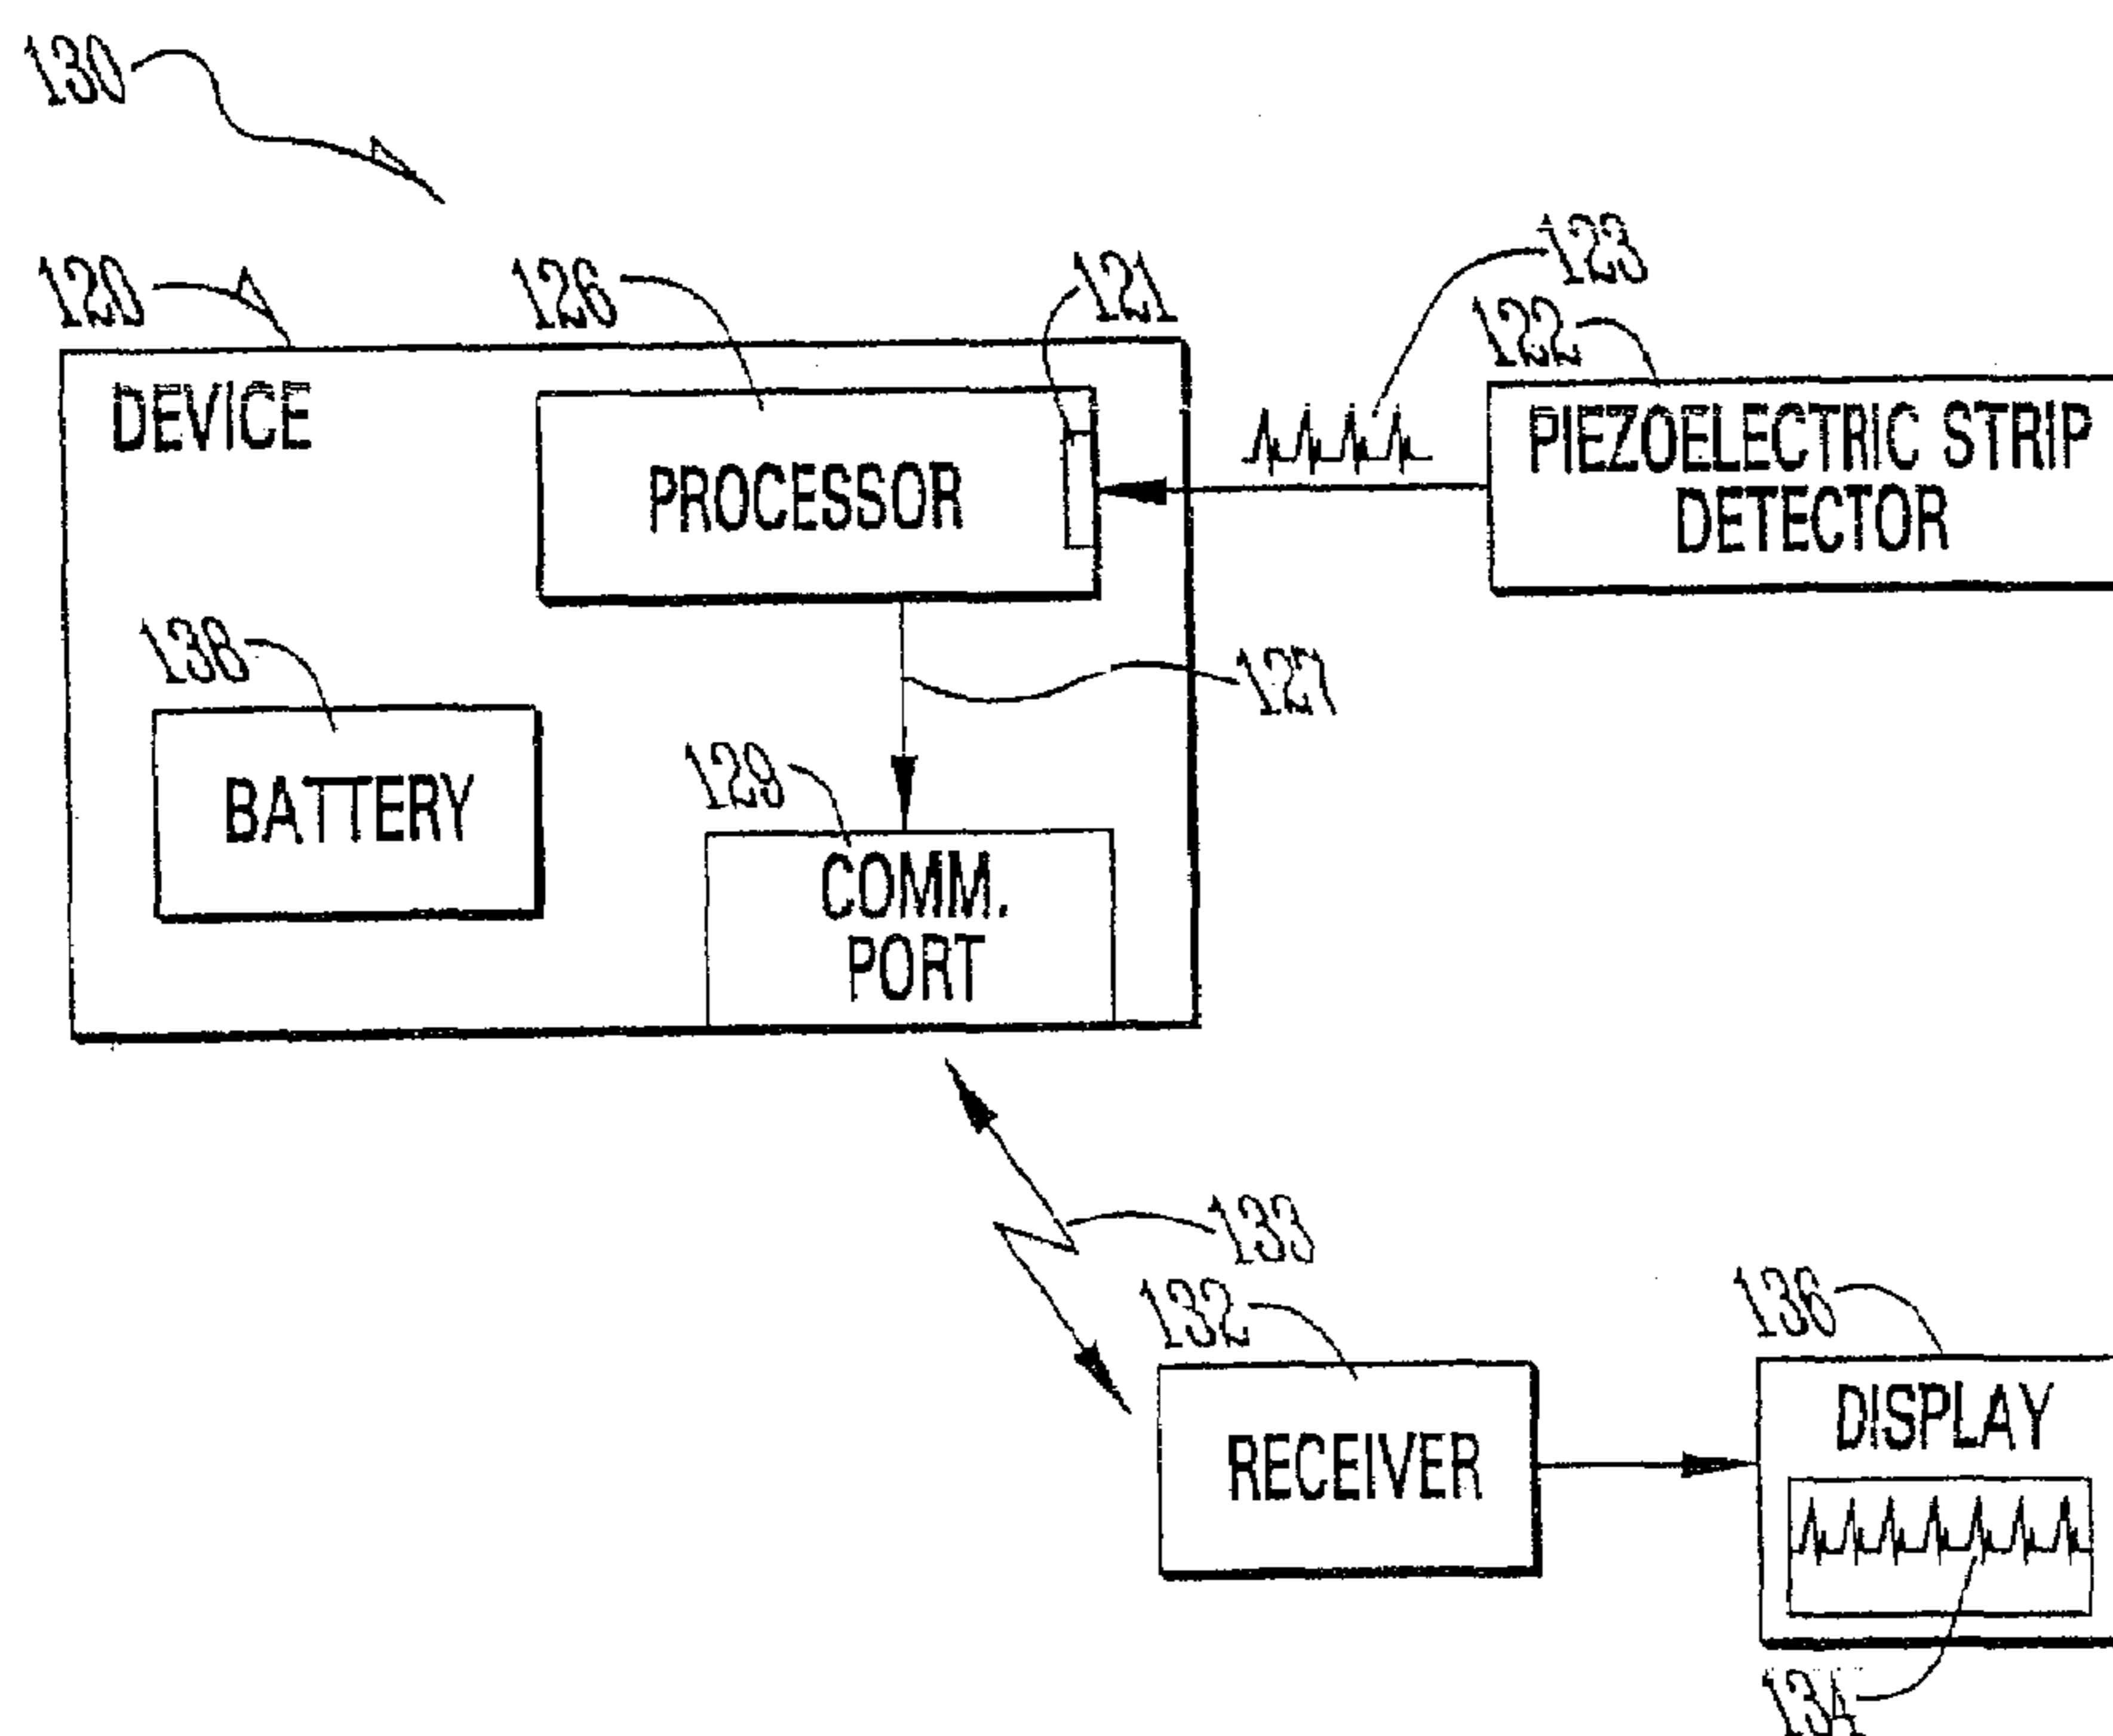 130
120
126
121
123
122
DEVICE
PROCESSOR
PIEZOELECTRIC STRIP
DETECTOR
138
127
129
BATTERY
COMM.
PORT
133
132
136
RECEIVER
DISPLAY
134